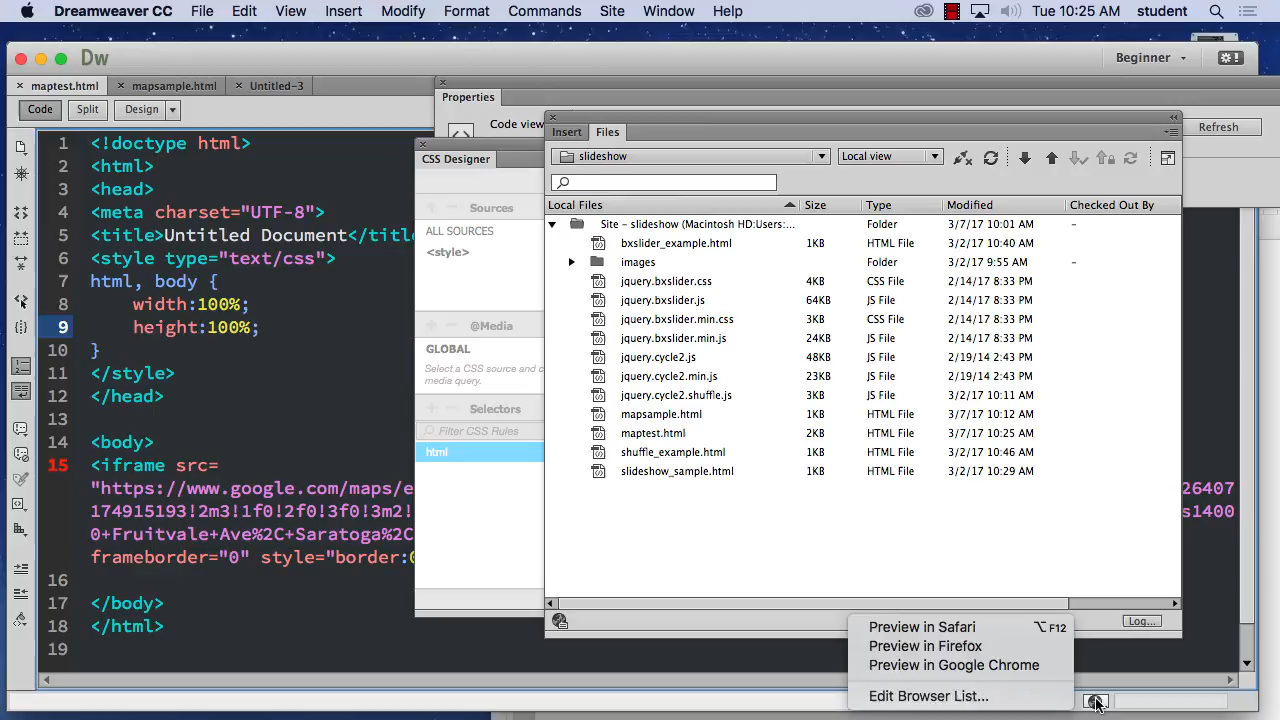 Dreamweaver CC File Edit View Insert Modify Format Commands Site Window Help Tue 10:25 AM student
Dw Beginner
maptest.html mapsample.html Untitled-3
Code Split Design
Properties
Code view
Refresh
Insert Files
slideshow Local view
Local Files Size Type Modified Checked Out By
Site – slideshow (Macintosh HD:Users:... Folder 3/7/17 10:01 AM –
bxslider_example.html 1KB HTML File 3/2/17 10:40 AM
images Folder 3/2/17 9:55 AM –
jquery.bxslider.css 4KB CSS File 2/14/17 8:33 PM
jquery.bxslider.js 64KB JS File 2/14/17 8:33 PM
jquery.bxslider.min.css 3KB CSS File 2/14/17 8:33 PM
jquery.bxslider.min.js 24KB JS File 2/14/17 8:33 PM
jquery.cycle2.js 48KB JS File 2/19/14 2:43 PM
jquery.cycle2.min.js 23KB JS File 2/19/14 2:43 PM
jquery.cycle2.shuffle.js 3KB JS File 3/2/17 10:11 AM
mapsample.html 1KB HTML File 3/7/17 10:12 AM
maptest.html 2KB HTML File 3/7/17 10:25 AM
shuffle_example.html 1KB HTML File 3/2/17 10:46 AM
slideshow_sample.html 1KB HTML File 3/2/17 10:29 AM
Log...
CSS Designer
Sources
ALL SOURCES
<style>
@Media
GLOBAL
Select a CSS source and c
media query.
Selectors
Filter CSS Rules
html
1 <!doctype html>
2 <html>
3 <head>
4 <meta charset="UTF-8">
5 <title>Untitled Document</title
6 <style type="text/css">
7 html, body {
8 width:100%;
9 height:100%;
10 }
11 </style>
12 </head>
13
14 <body>
15 <iframe src=
"https://www.google.com/maps/e 26407
174915193!2m3!1f0!2f0!3f0!3m2! s1400
0+Fruitvale+Ave%2C+Saratoga%2C
frameborder="0" style="border:0
16
17 </body>
18 </html>
19
Preview in Safari ⌥F12
Preview in Firefox
Preview in Google Chrome
Edit Browser List...